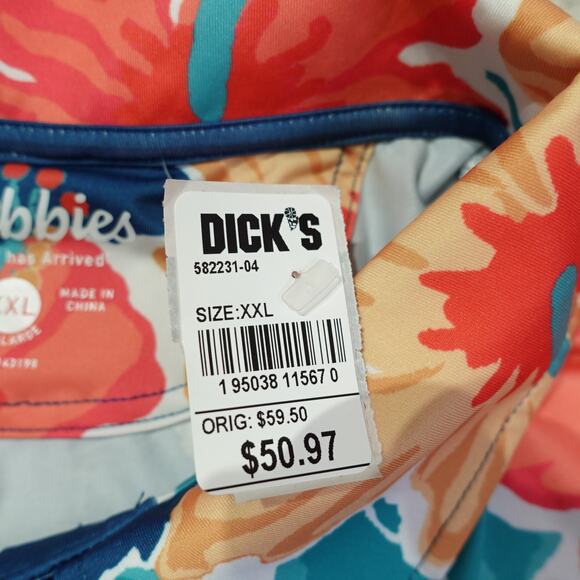 bbies
has Arrived
XXL
MADE IN
CHINA
DICK'S
582231-04
SIZE:XXL
1 95038 11567 0
ORIG: $59.50
$50.97